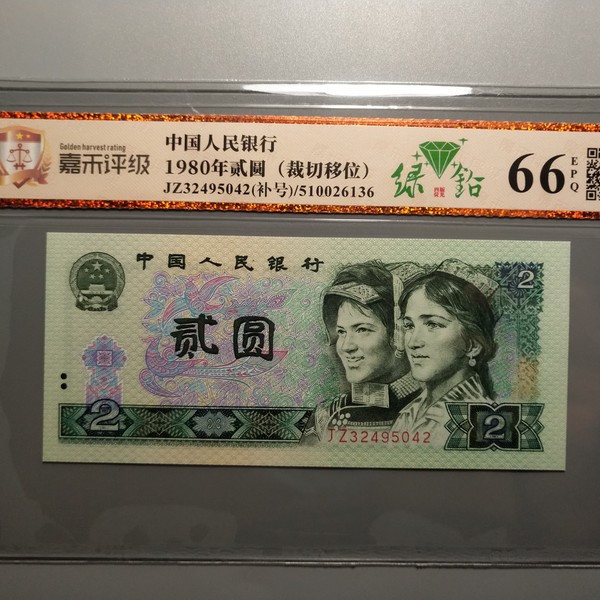 Golden harvest rating
嘉禾评级
中国人民银行
1980年贰圆（裁切移位）
JZ32495042(补号)/510026136
绿鉆
66 EPQ
中国人民银行
2
贰圆
2
JZ32495042
2